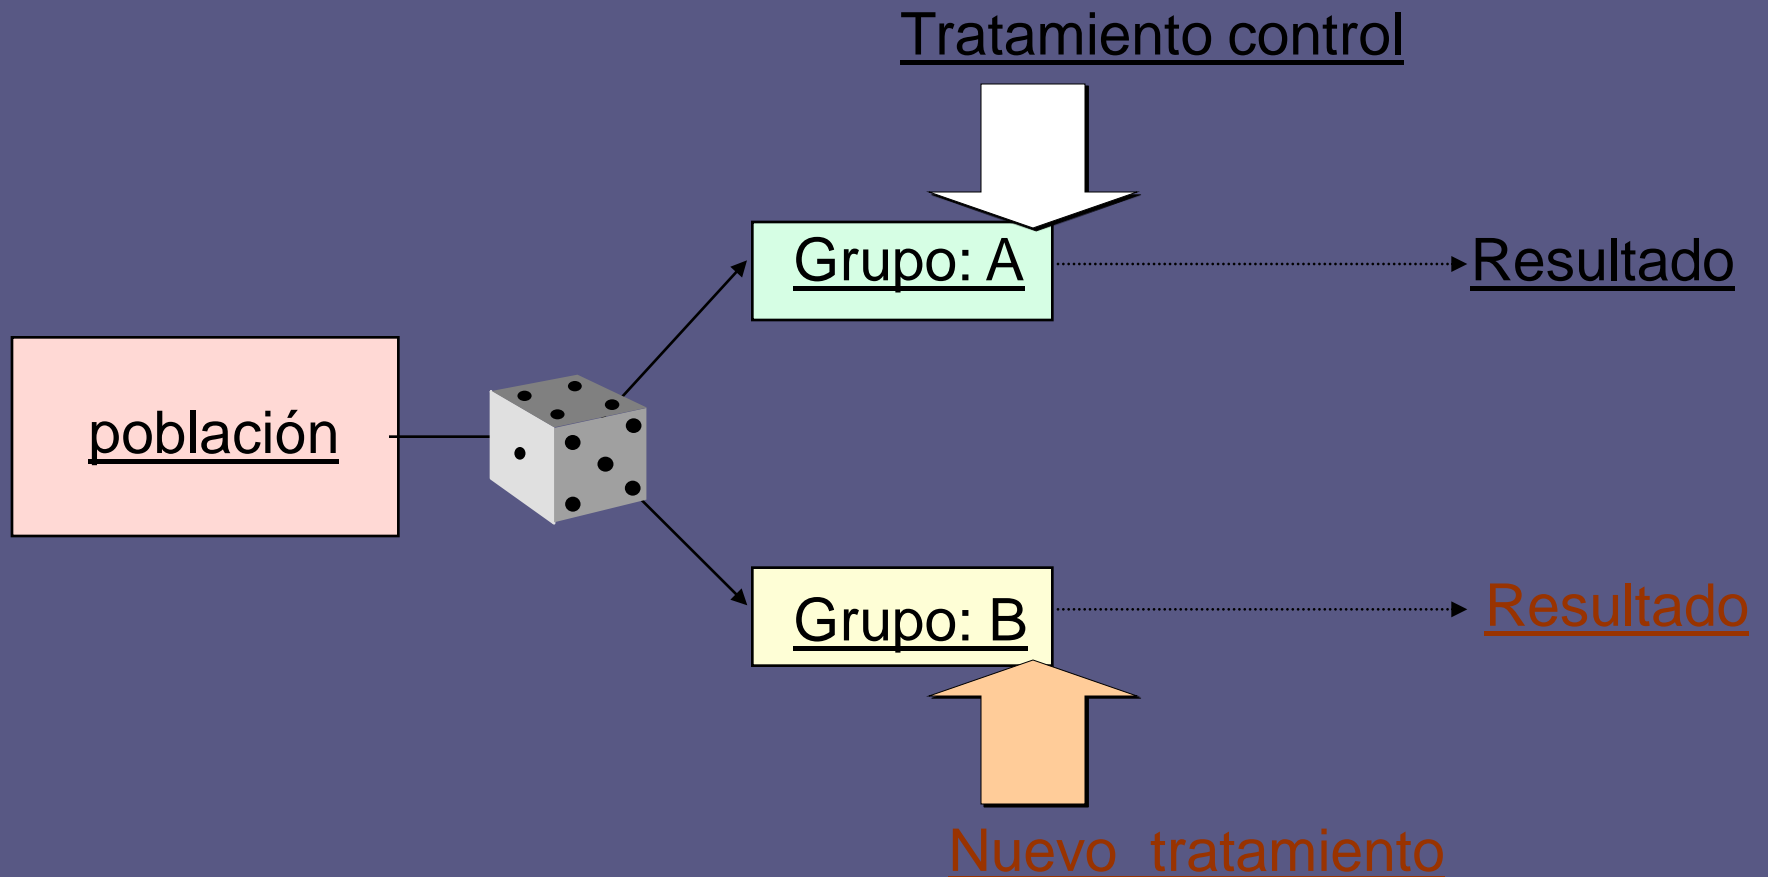 Tratamiento control
Grupo: A
Resultado
población
Grupo: B
Resultado
Nuevo tratamiento